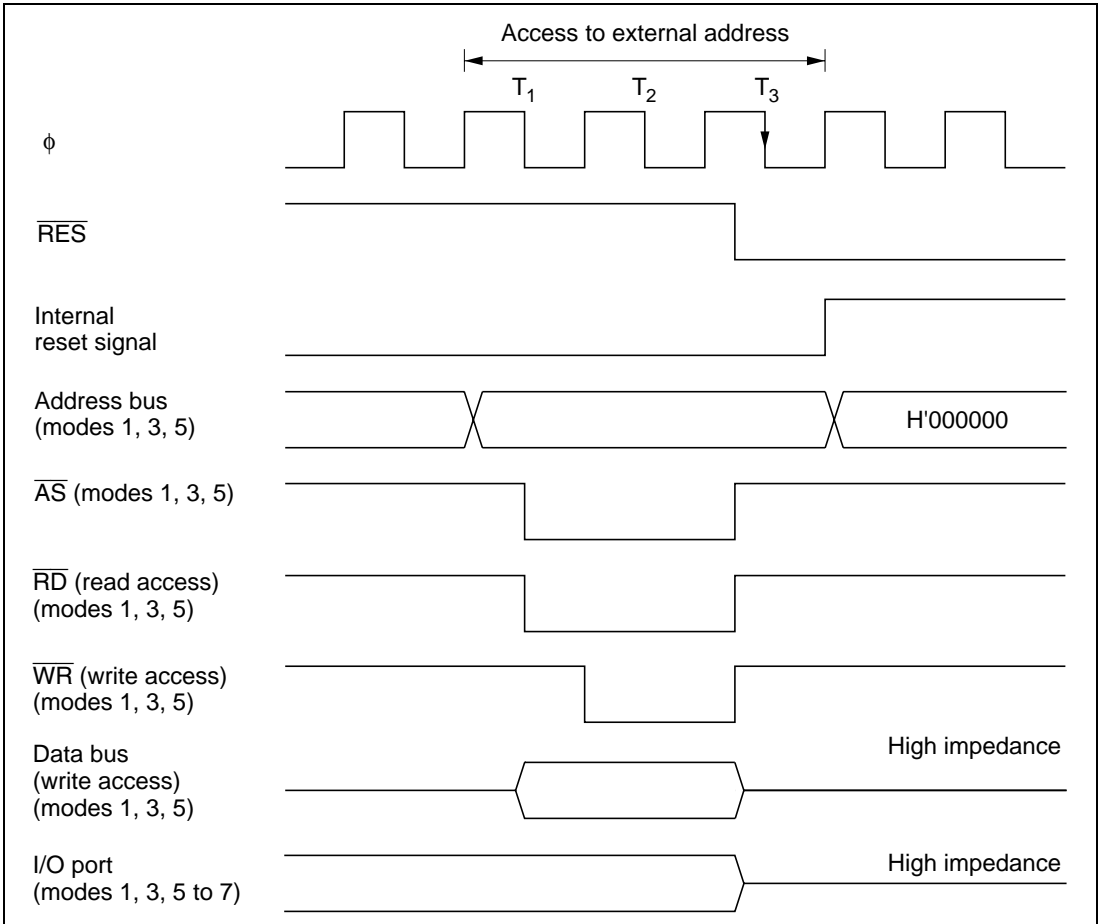 Access to external address
T1 T2 T3
φ
RES
Internal
reset signal
Address bus
(modes 1, 3, 5)
H'000000
AS (modes 1, 3, 5)
RD (read access)
(modes 1, 3, 5)
WR (write access)
(modes 1, 3, 5)
Data bus
(write access)
(modes 1, 3, 5)
High impedance
I/O port
(modes 1, 3, 5 to 7)
High impedance